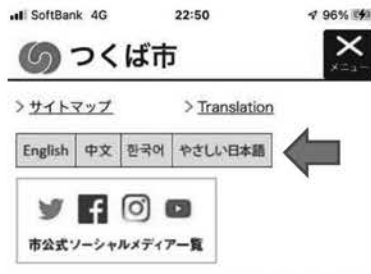 SoftBank 4G 22:50 96%
つくば市
メニュー
> サイトマップ > Translation
English 中文 한국어 やさしい日本語
市公式ソーシャルメディア一覧